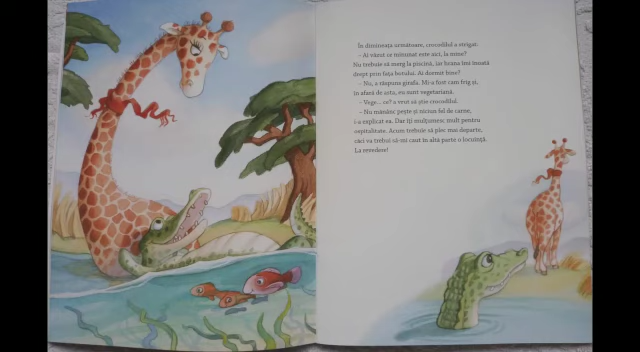 În dimineața următoare, crocodilul a strigat:
– Ai văzut ce minunat este aici, la mine?
Nu trebuie să merg la piscină, iar hrana îmi înoată
drept prin fața botului. Ai dormit bine?
– Nu, a răspuns girafa. Mi-a fost cam frig și,
în afară de asta, eu sunt vegetariană.
– Vege... ce? a vrut să știe crocodilul.
– Nu mănânc pește și niciun fel de carne,
i-a explicat ea. Dar îți mulțumesc mult pentru
ospitalitate. Acum trebuie să plec mai departe,
căci va trebui să-mi caut în altă parte o locuință.
La revedere!